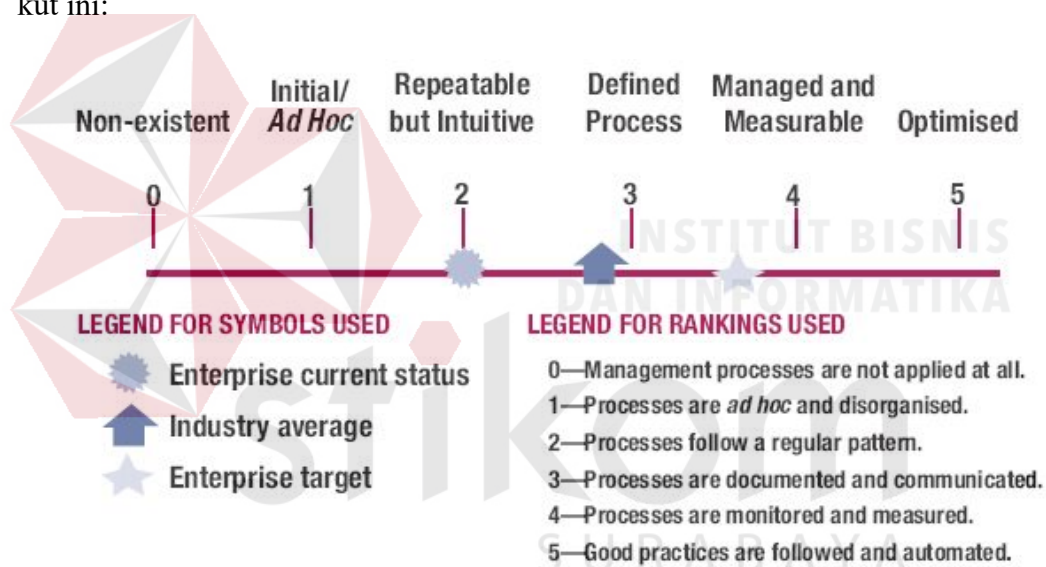 kut ini:
Non-existent
Initial/
Ad Hoc
Repeatable
but Intuitive
Defined
Process
Managed and
Measurable
Optimised
0 1 2 3 4 5
INSTITUT BISNIS
DAN INFORMATIKA
LEGEND FOR SYMBOLS USED
Enterprise current status
Industry average
Enterprise target
LEGEND FOR RANKINGS USED
0—Management processes are not applied at all.
1—Processes are ad hoc and disorganised.
2—Processes follow a regular pattern.
3—Processes are documented and communicated.
4—Processes are monitored and measured.
5—Good practices are followed and automated.
stikom
SURABAYA